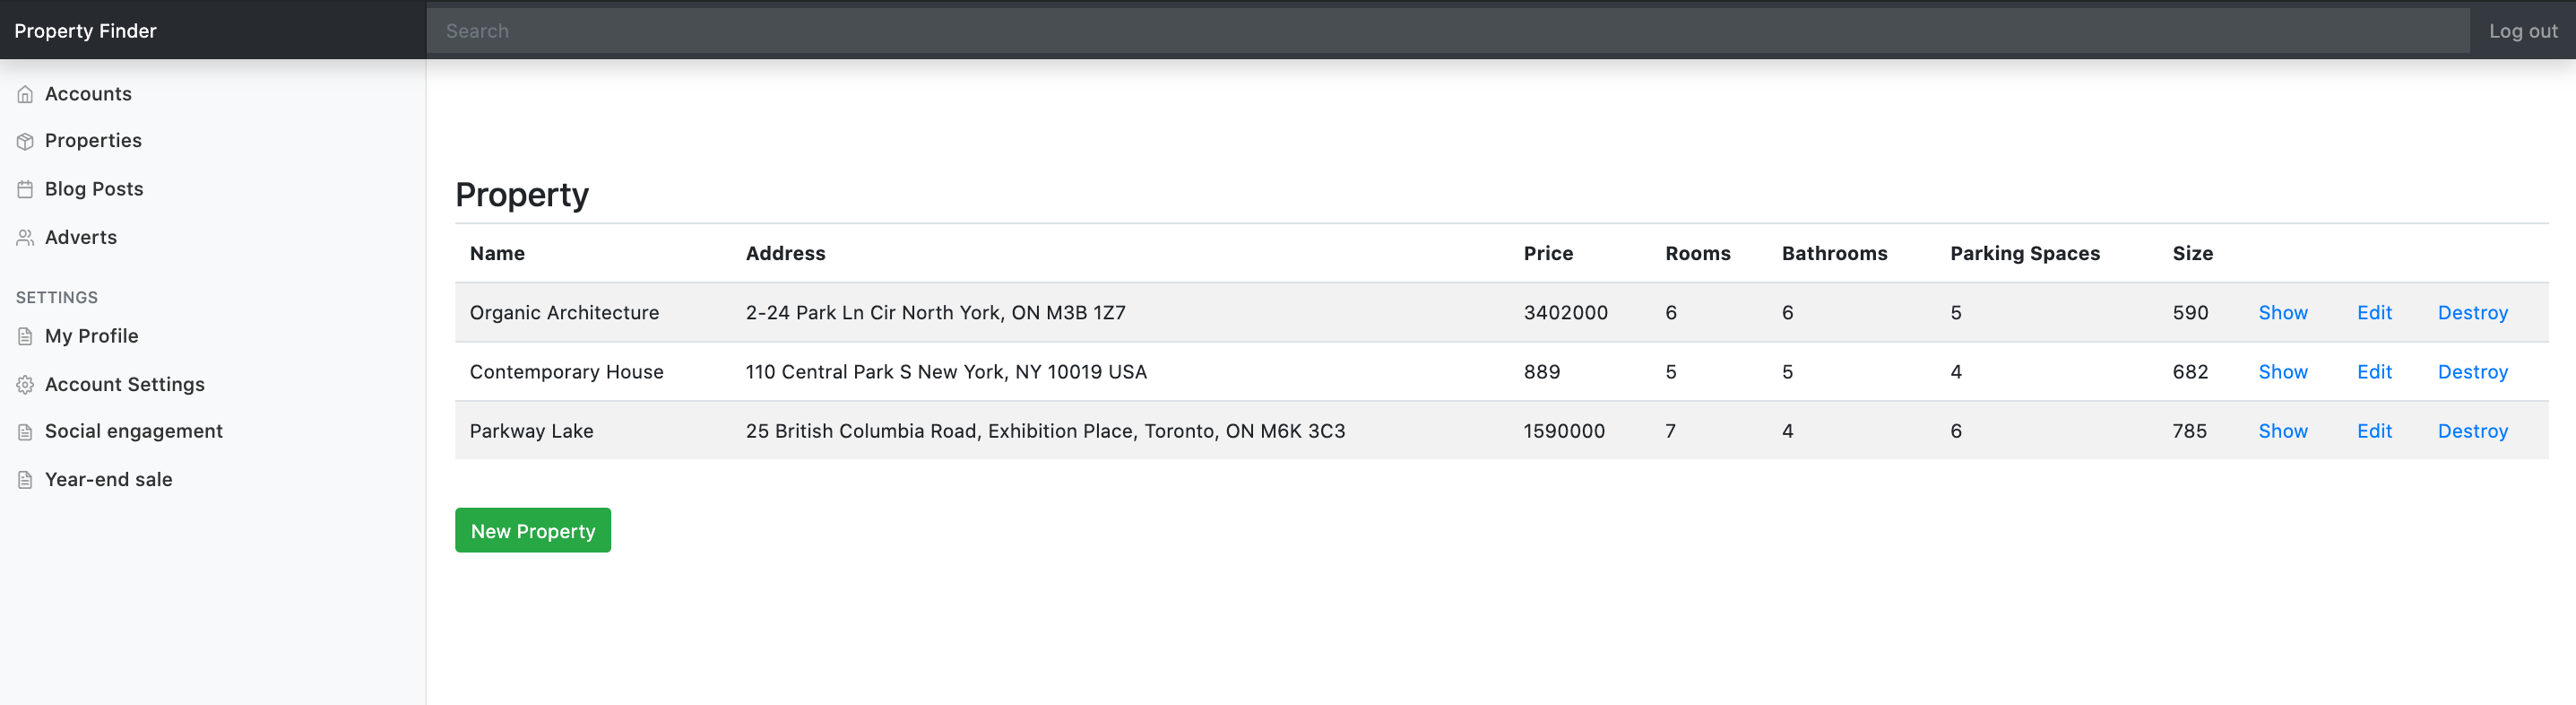 Property Finder
Search
Log out
Accounts
Properties
Blog Posts
Adverts
SETTINGS
My Profile
Account Settings
Social engagement
Year-end sale
Property
Name Address Price Rooms Bathrooms Parking Spaces Size
Organic Architecture 2-24 Park Ln Cir North York, ON M3B 1Z7 3402000 6 6 5 590 Show Edit Destroy
Contemporary House 110 Central Park S New York, NY 10019 USA 889 5 5 4 682 Show Edit Destroy
Parkway Lake 25 British Columbia Road, Exhibition Place, Toronto, ON M6K 3C3 1590000 7 4 6 785 Show Edit Destroy
New Property